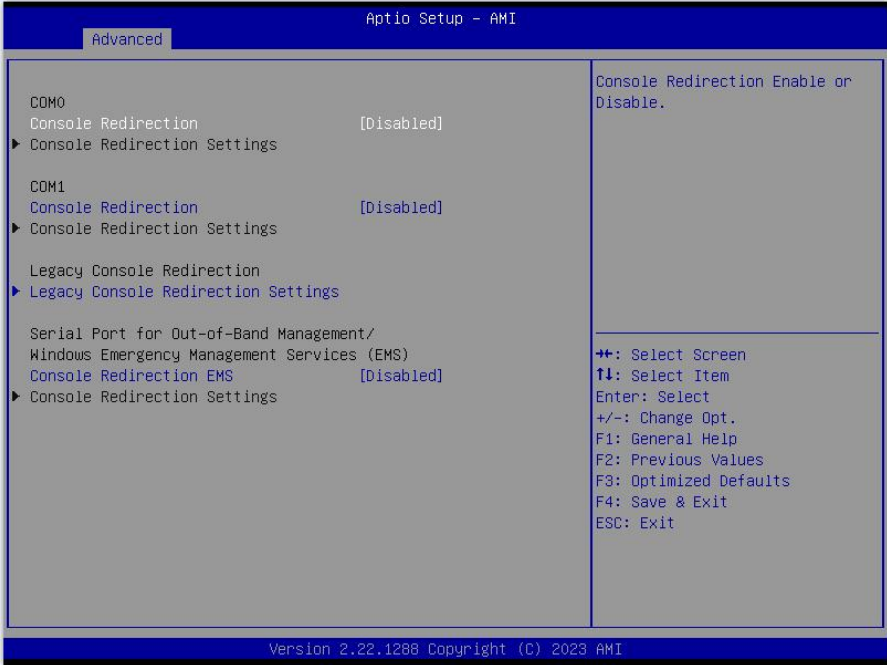 Aptio Setup – AMI
Advanced
COM0
Console Redirection [Disabled]
Console Redirection Settings
COM1
Console Redirection [Disabled]
Console Redirection Settings
Legacy Console Redirection
Legacy Console Redirection Settings
Serial Port for Out-of-Band Management/
Windows Emergency Management Services (EMS)
Console Redirection EMS [Disabled]
Console Redirection Settings
Console Redirection Enable or
Disable.
→←: Select Screen
↑↓: Select Item
Enter: Select
+/-: Change Opt.
F1: General Help
F2: Previous Values
F3: Optimized Defaults
F4: Save & Exit
ESC: Exit
Version 2.22.1288 Copyright (C) 2023 AMI